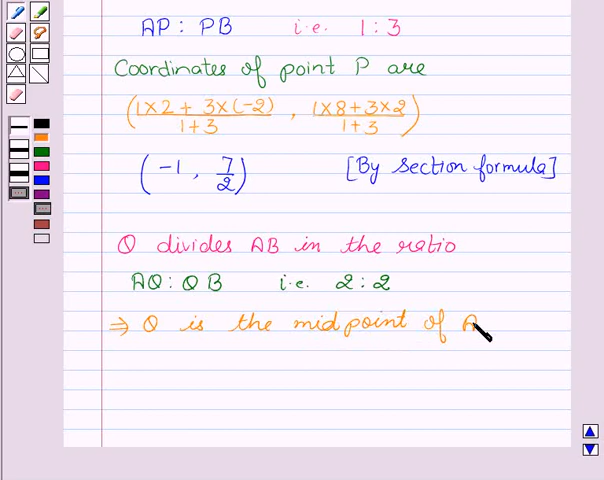 AP : PB i.e. 1 : 3
Coordinates of point P are
(1×2 + 3×(-2) / 1+3 , 1×8+3×2 / 1+3)
(-1, 7/2) [By section formula]
Q divides AB in the ratio
AQ : QB i.e. 2 : 2
⇒ Q is the midpoint of A